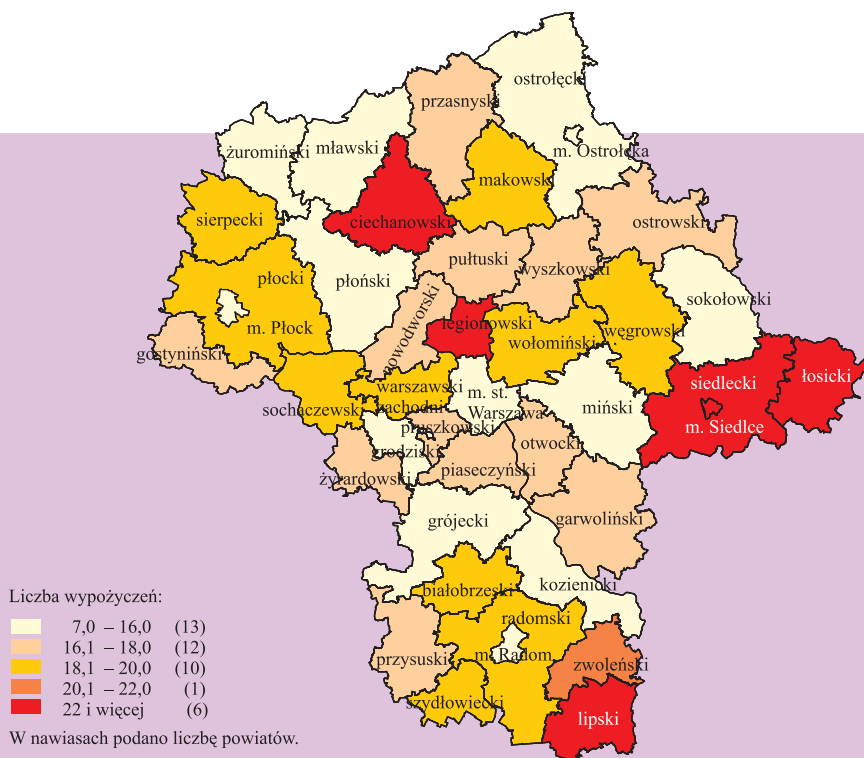 ostrołęcki
przasnyski
żuromiński
mławski
m. Ostrołęka
makowski
sierpecki
ciechanowski
ostrowski
płocki
płoński
pułtuski
wyszkowski
sokołowski
nowodworski
legionowski
m. Płock
wołomiński
węgrowski
gostyniński
siedlecki
łosicki
warszawski
zachodni
m. st.
Warszawa
sochaczewski
miński
m. Siedlce
pruszkowski
grodziski
otwocki
żyrardowski
piaseczyński
grójecki
garwoliński
kozienicki
białobrzeski
radomski
m. Radom
przysuski
zwoleński
szydłowiecki
lipski
Liczba wypożyczeń:
7,0 – 16,0 (13)
16,1 – 18,0 (12)
18,1 – 20,0 (10)
20,1 – 22,0 (1)
22 i więcej (6)
W nawiasach podano liczbę powiatów.